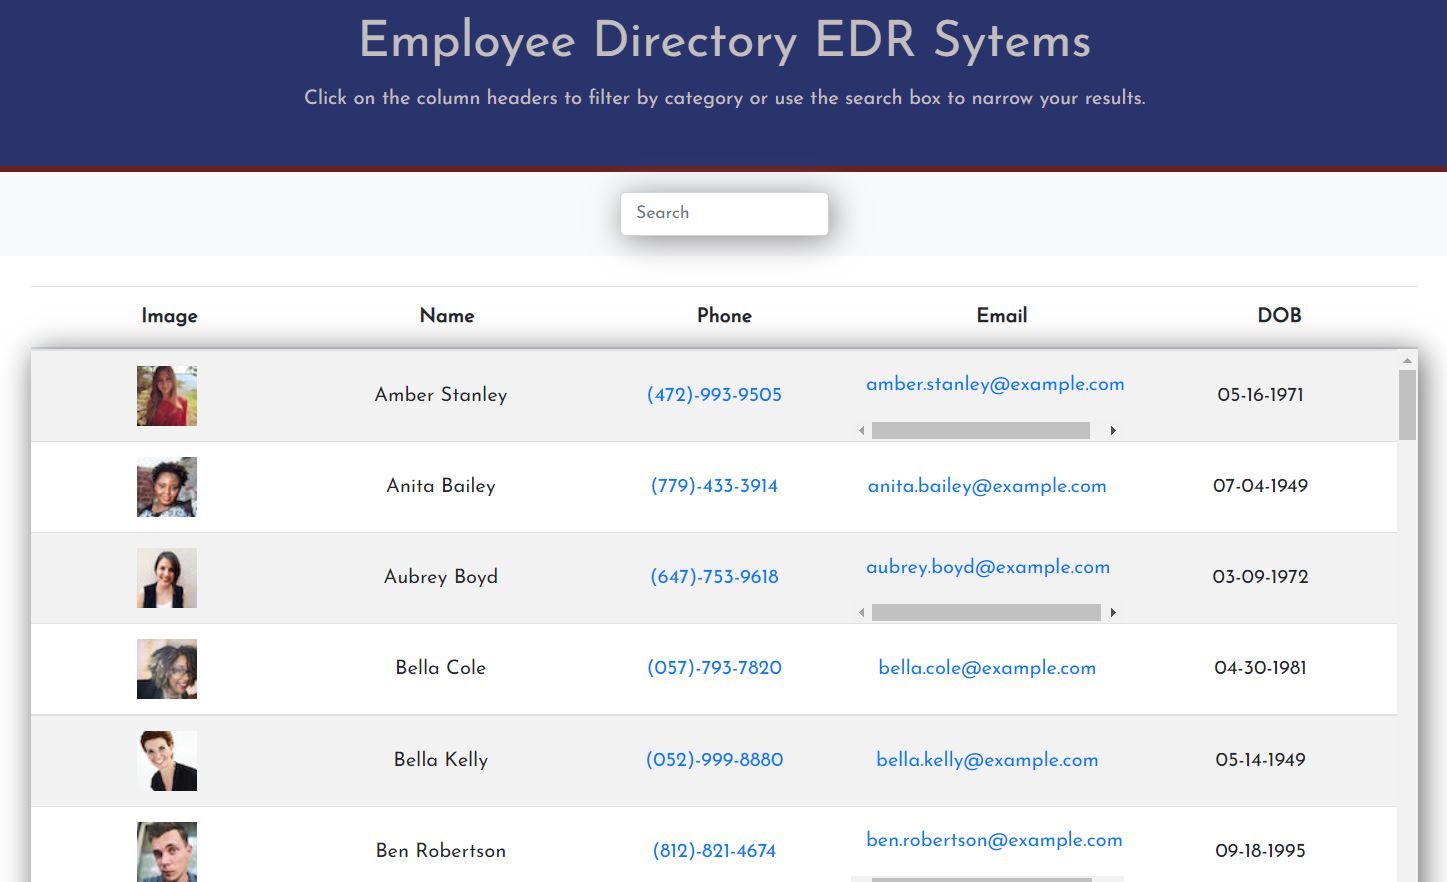 Employee Directory EDR Sytems
Click on the column headers to filter by category or use the search box to narrow your results.
Search
Image Name Phone Email DOB
Amber Stanley (472)-993-9505 amber.stanley@example.com 05-16-1971
Anita Bailey (779)-433-3914 anita.bailey@example.com 07-04-1949
Aubrey Boyd (647)-753-9618 aubrey.boyd@example.com 03-09-1972
Bella Cole (057)-793-7820 bella.cole@example.com 04-30-1981
Bella Kelly (052)-999-8880 bella.kelly@example.com 05-14-1949
Ben Robertson (812)-821-4674 ben.robertson@example.com 09-18-1995